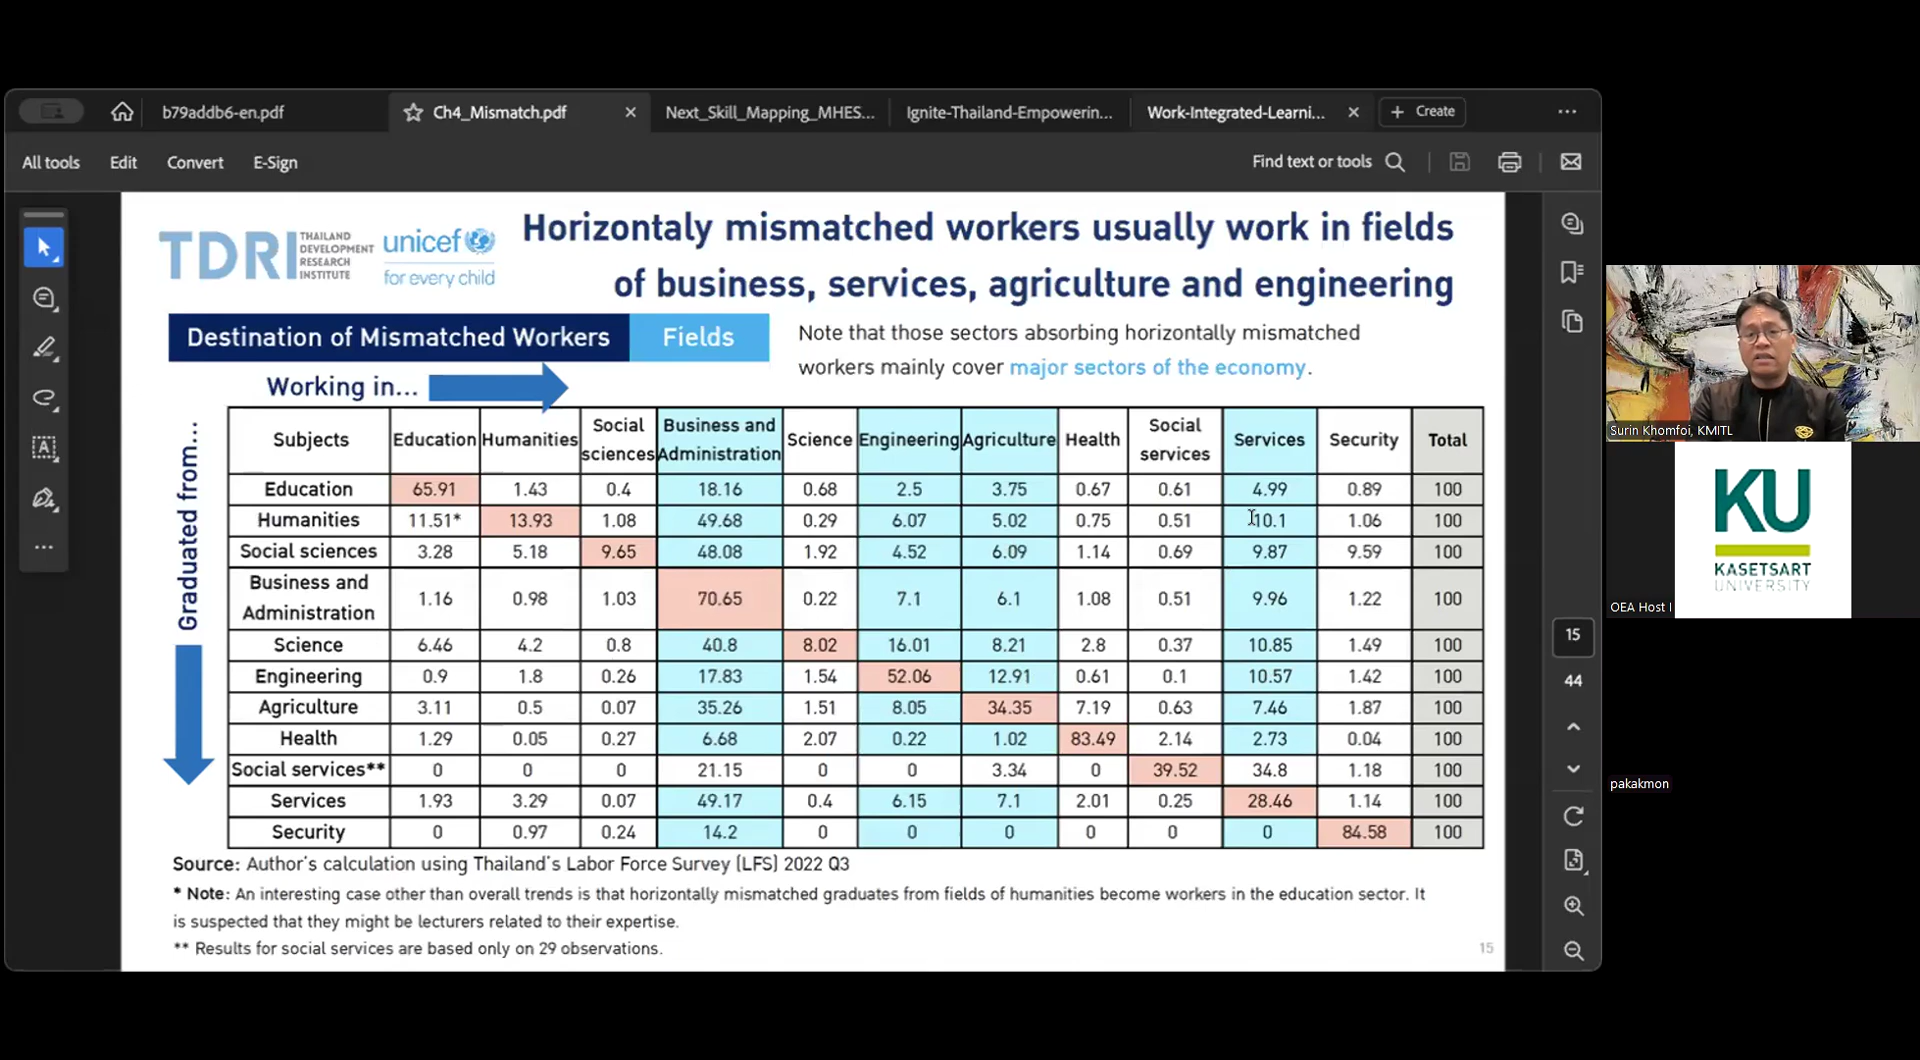 b79addb6-en.pdf
Ch4_Mismatch.pdf
Next_Skill_Mapping_MHES...
Ignite-Thailand-Empowerin...
Work-Integrated-Learni...
+ Create
All tools Edit Convert E-Sign
Find text or tools
TDRI THAILAND DEVELOPMENT RESEARCH INSTITUTE
unicef
for every child
Horizontaly mismatched workers usually work in fields
of business, services, agriculture and engineering
Destination of Mismatched Workers Fields
Note that those sectors absorbing horizontally mismatched
workers mainly cover major sectors of the economy.
Working in...
Graduated from...
Subjects Education Humanities Social sciences Business and Administration Science Engineering Agriculture Health Social services Services Security Total
Education 65.91 1.43 0.4 18.16 0.68 2.5 3.75 0.67 0.61 4.99 0.89 100
Humanities 11.51* 13.93 1.08 49.68 0.29 6.07 5.02 0.75 0.51 10.1 1.06 100
Social sciences 3.28 5.18 9.65 48.08 1.92 4.52 6.09 1.14 0.69 9.87 9.59 100
Business and Administration 1.16 0.98 1.03 70.65 0.22 7.1 6.1 1.08 0.51 9.96 1.22 100
Science 6.46 4.2 0.8 40.8 8.02 16.01 8.21 2.8 0.37 10.85 1.49 100
Engineering 0.9 1.8 0.26 17.83 1.54 52.06 12.91 0.61 0.1 10.57 1.42 100
Agriculture 3.11 0.5 0.07 35.26 1.51 8.05 34.35 7.19 0.63 7.46 1.87 100
Health 1.29 0.05 0.27 6.68 2.07 0.22 1.02 83.49 2.14 2.73 0.04 100
Social services** 0 0 0 21.15 0 0 3.34 0 39.52 34.8 1.18 100
Services 1.93 3.29 0.07 49.17 0.4 6.15 7.1 2.01 0.25 28.46 1.14 100
Security 0 0.97 0.24 14.2 0 0 0 0 0 0 84.58 100
Source: Author's calculation using Thailand's Labor Force Survey (LFS) 2022 Q3
* Note: An interesting case other than overall trends is that horizontally mismatched graduates from fields of humanities become workers in the education sector. It
is suspected that they might be lecturers related to their expertise.
** Results for social services are based only on 29 observations.
15
15
44
Surin Khomfoi, KMITL
KU
KASETSART
UNIVERSITY
OEA Host I
pakakmon